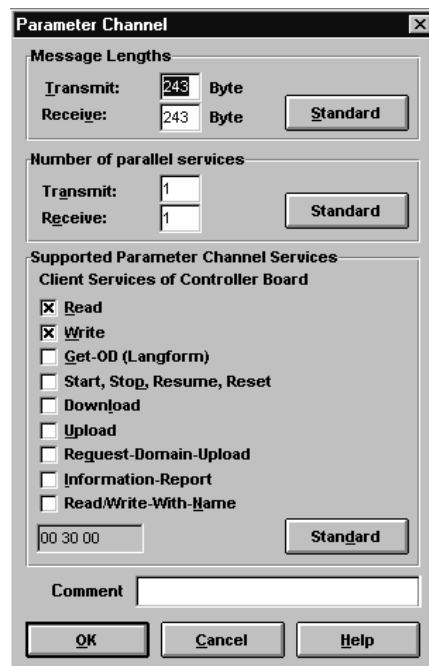 Parameter Channel
Message Lengths
Transmit: 243 Byte
Receive: 243 Byte
Standard
Number of parallel services
Transmit: 1
Receive: 1
Standard
Supported Parameter Channel Services
Client Services of Controller Board
Read
Write
Get-OD (Langform)
Start, Stop, Resume, Reset
Download
Upload
Request-Domain-Upload
Information-Report
Read/Write-With-Name
00 30 00 Standard
Comment
OK Cancel Help